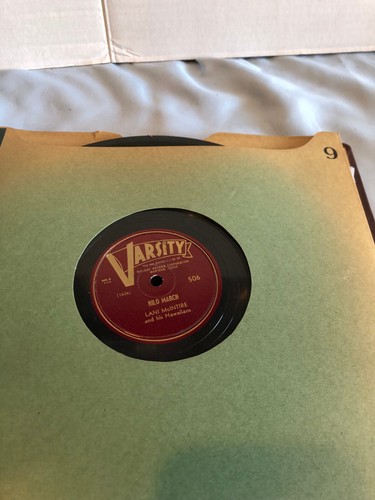 9
VARSITY
506
HILO MARCH
LANI McINTIRE
and his Hawaiians